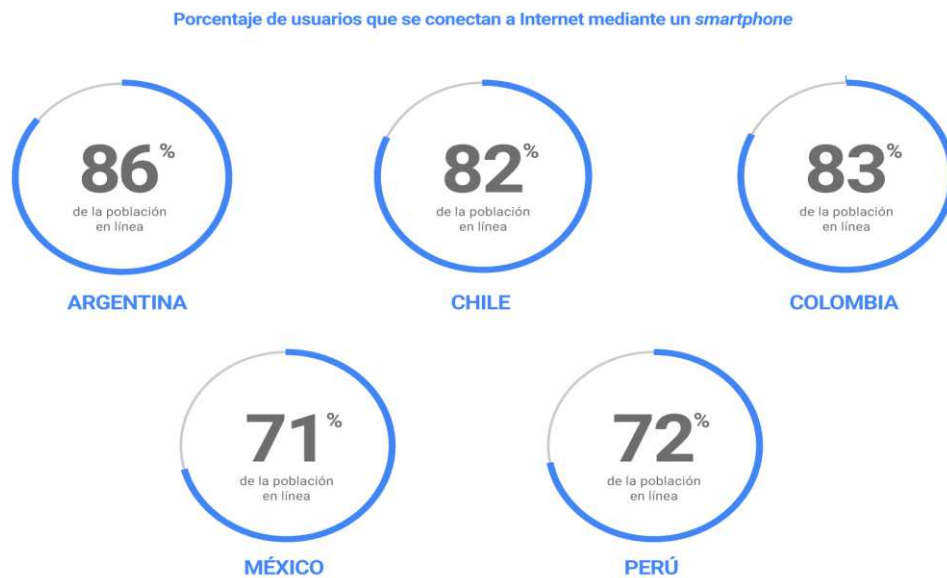 Porcentaje de usuarios que se conectan a Internet mediante un smartphone
86%
de la población
en línea
ARGENTINA
82%
de la población
en línea
CHILE
83%
de la población
en línea
COLOMBIA
71%
de la población
en línea
MÉXICO
72%
de la población
en línea
PERÚ